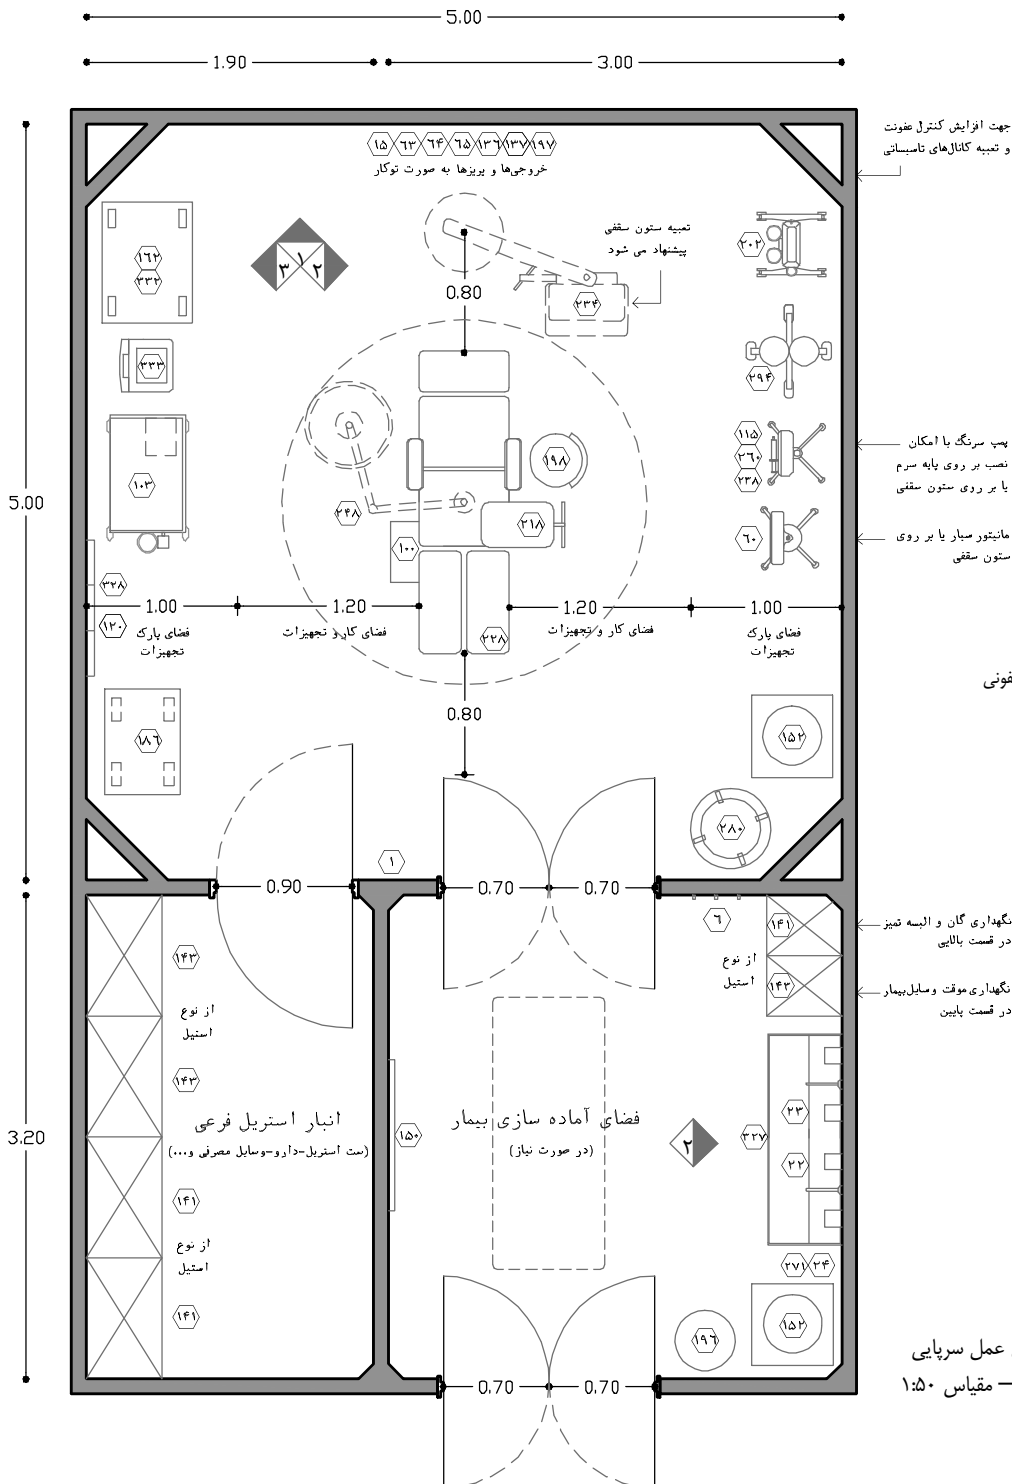 5.00
1.90
3.00
۱۵ ۶۳ ۶۴ ۶۵ ۱۳۶ ۱۳۷ ۱۹۷
خروجی‌ها و پریزها به صورت توکار
جهت افزایش کنترل عفونت
و تعبیه کانال‌های تاسیساتی
تعبیه ستون سقفی
پیشنهاد می شود
۱۶۲
۳۳۲
۳ ۱ ۲
0.80
۲۳۴
۲۰۲
۳۳۳
۲۹۴
۱۰۳
۲۴۸
۱۹۸
۲۱۸
۱۰۰
۱۱۵
۲۶۰
۲۳۸
پمپ سرنگ با امکان
نصب بر روی پایه سرم
یا بر روی ستون سقفی
5.00
۶۰
مانیتور سیار یا بر روی
ستون سقفی
۳۲۸
1.00
1.20
1.20
1.00
۱۲۰
فضای پارک
تجهیزات
فضای کار و تجهیزات
۲۲۸
فضای کار و تجهیزات
فضای پارک
تجهیزات
فونی
0.80
۱۸۶
۱۵۲
۲۸۰
۱
0.90
0.70
0.70
۶
۱۴۱
نگهداری گان و البسه تمیز
در قسمت بالایی
۱۴۳
از نوع
استیل
۱۴۳
نگهداری موقت وسایل‌بیمار
در قسمت پایین
از نوع
استیل
۱۴۳
3.20
انبار استریل فرعی
(ست استریل-دارو-وسایل مصرفی و...)
۱۵۰
فضای آماده سازی بیمار
(در صورت نیاز)
۲
۳۲۷
۲۳
۲۲
۱۴۱
از نوع
استیل
۱۴۱
۲۷۱ ۲۴
۱۹۶
۱۵۲
0.70
0.70
عمل سرپایی
— مقیاس ۱:۵۰